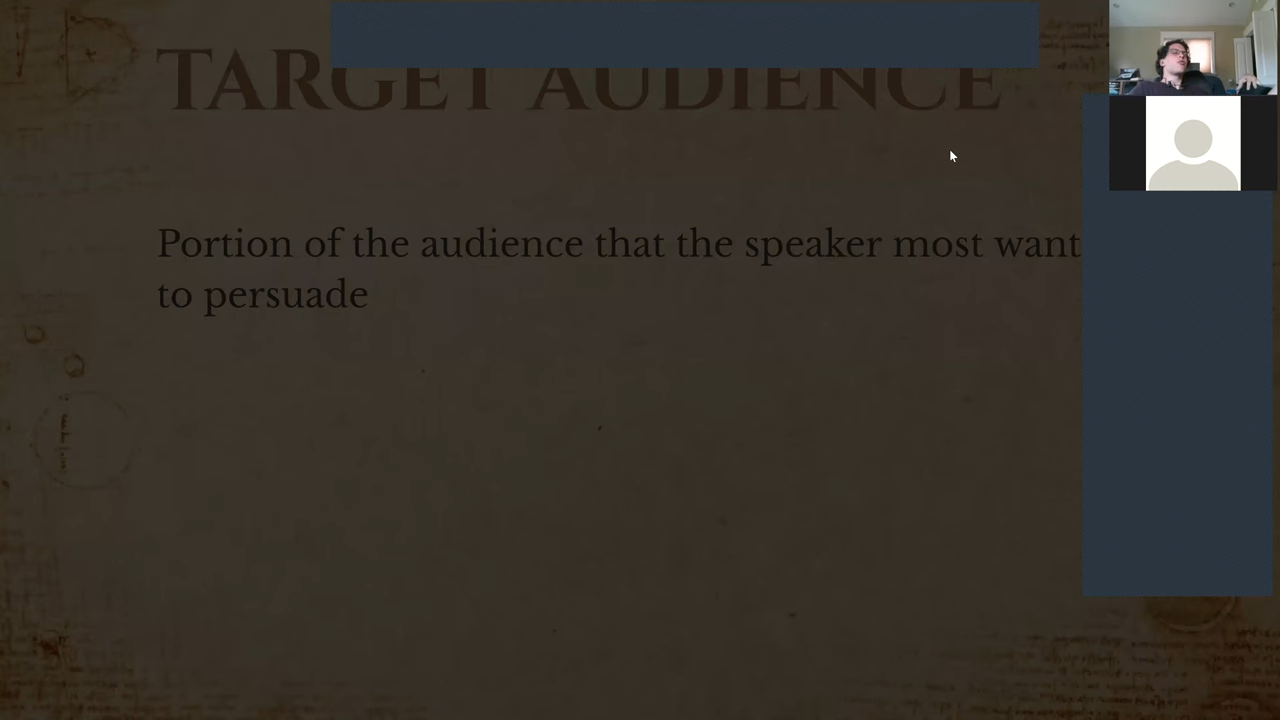 TARGET AUDIENCE
Portion of the audience that the speaker most want
to persuade